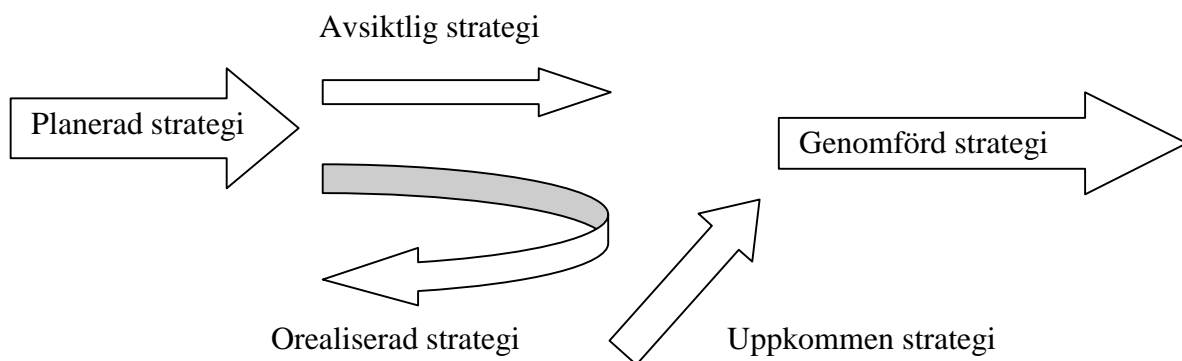 Avsiktlig strategi
Planerad strategi
Genomförd strategi
Orealiserad strategi
Uppkommen strategi